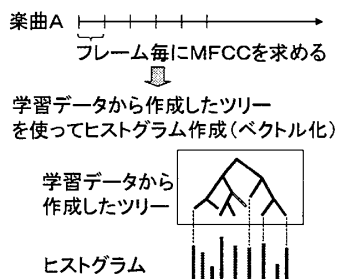 楽曲A
フレーム毎にMFCCを求める
学習データから作成したツリー
を使ってヒストグラム作成(ベクトル化)
学習データから
作成したツリー
ヒストグラム